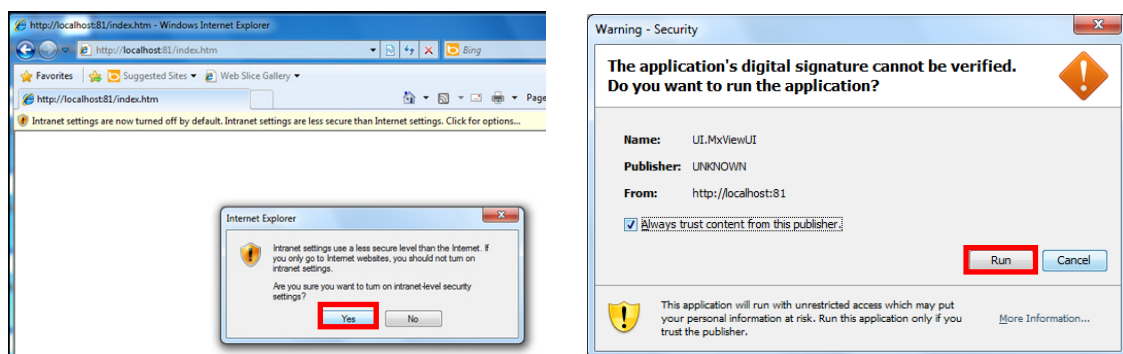 http://localhost:81/index.htm - Windows Internet Explorer
http://localhost:81/index.htm
Bing
Favorites
Suggested Sites
Web Slice Gallery
http://localhost:81/index.htm
Page
Intranet settings are now turned off by default. Intranet settings are less secure than Internet settings. Click for options...
Internet Explorer
Intranet settings use a less secure level than the Internet. If
you only go to Internet websites, you should not turn on
intranet settings.
Are you sure you want to turn on intranet-level security
settings?
Yes
No
Warning - Security
The application's digital signature cannot be verified.
Do you want to run the application?
Name: UI.MxViewUI
Publisher: UNKNOWN
From: http://localhost:81
Always trust content from this publisher.
Run
Cancel
This application will run with unrestricted access which may put
your personal information at risk. Run this application only if you
trust the publisher.
More Information...